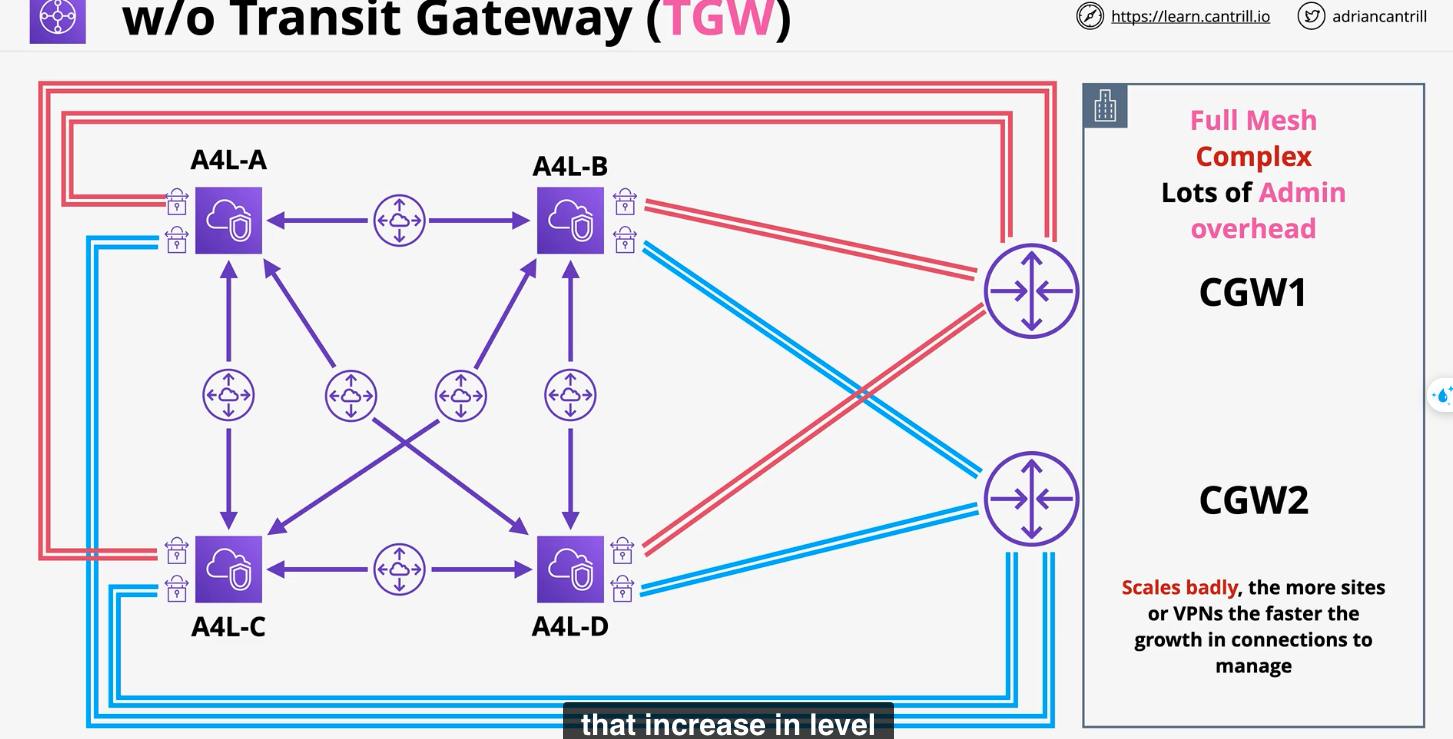 w/o Transit Gateway (TGW)
https://learn.cantrill.io
adriancantrill
A4L-A
A4L-B
A4L-C
A4L-D
Full Mesh
Complex
Lots of Admin
overhead
CGW1
CGW2
Scales badly, the more sites
or VPNs the faster the
growth in connections to
manage
that increase in level